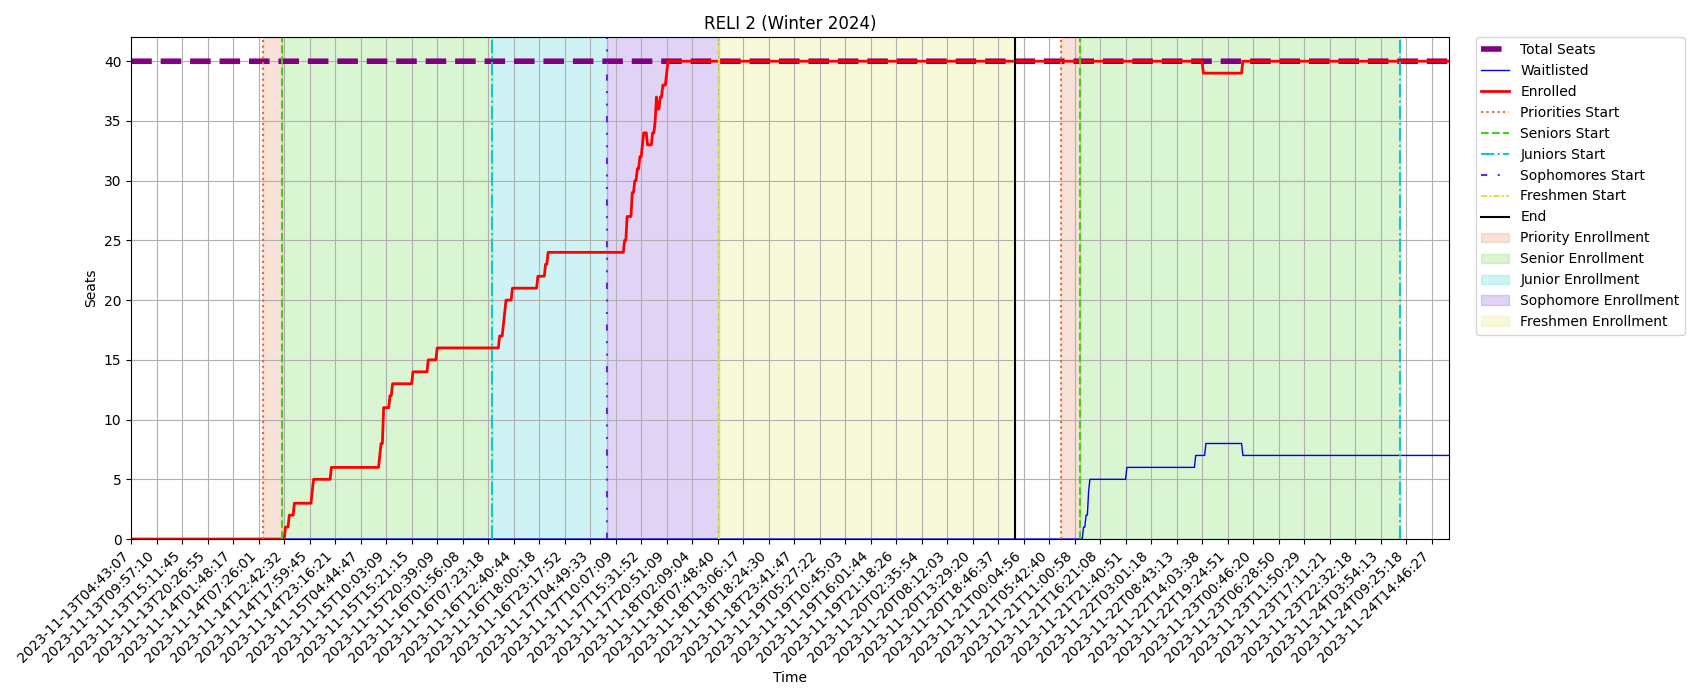 RELI 2 (Winter 2024)
Seats
40
35
30
25
20
15
10
5
0
2023-11-13T04:43:07
2023-11-13T09:57:10
2023-11-13T15:11:45
2023-11-13T20:26:55
2023-11-14T01:48:17
2023-11-14T07:26:01
2023-11-14T12:42:32
2023-11-14T17:59:45
2023-11-14T23:16:21
2023-11-15T04:44:47
2023-11-15T10:03:09
2023-11-15T15:21:15
2023-11-15T20:39:09
2023-11-16T01:56:08
2023-11-16T07:23:18
2023-11-16T12:40:44
2023-11-16T18:00:18
2023-11-16T23:17:52
2023-11-17T04:49:33
2023-11-17T10:07:09
2023-11-17T15:31:52
2023-11-17T20:51:09
2023-11-18T02:09:04
2023-11-18T07:48:40
2023-11-18T13:06:17
2023-11-18T18:24:30
2023-11-18T23:41:47
2023-11-19T05:27:22
2023-11-19T10:45:03
2023-11-19T16:01:44
2023-11-19T21:18:26
2023-11-20T02:35:54
2023-11-20T08:12:03
2023-11-20T13:29:20
2023-11-20T18:46:37
2023-11-21T00:04:56
2023-11-21T05:42:40
2023-11-21T11:00:58
2023-11-21T16:21:08
2023-11-21T21:40:51
2023-11-22T03:01:18
2023-11-22T08:43:13
2023-11-22T14:03:38
2023-11-22T19:24:51
2023-11-23T00:46:20
2023-11-23T06:28:50
2023-11-23T11:50:29
2023-11-23T17:11:21
2023-11-23T22:32:18
2023-11-24T03:54:13
2023-11-24T09:25:18
2023-11-24T14:46:27
Time
Total Seats
Waitlisted
Enrolled
Priorities Start
Seniors Start
Juniors Start
Sophomores Start
Freshmen Start
End
Priority Enrollment
Senior Enrollment
Junior Enrollment
Sophomore Enrollment
Freshmen Enrollment